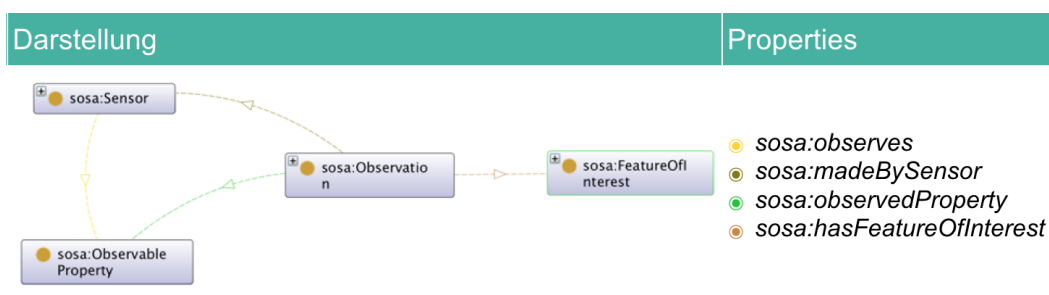 Darstellung
Properties
sosa:Sensor
sosa:Observatio
n
sosa:FeatureOfI
nterest
sosa:Observable
Property
sosa:observes
sosa:madeBySensor
sosa:observedProperty
sosa:hasFeatureOfInterest